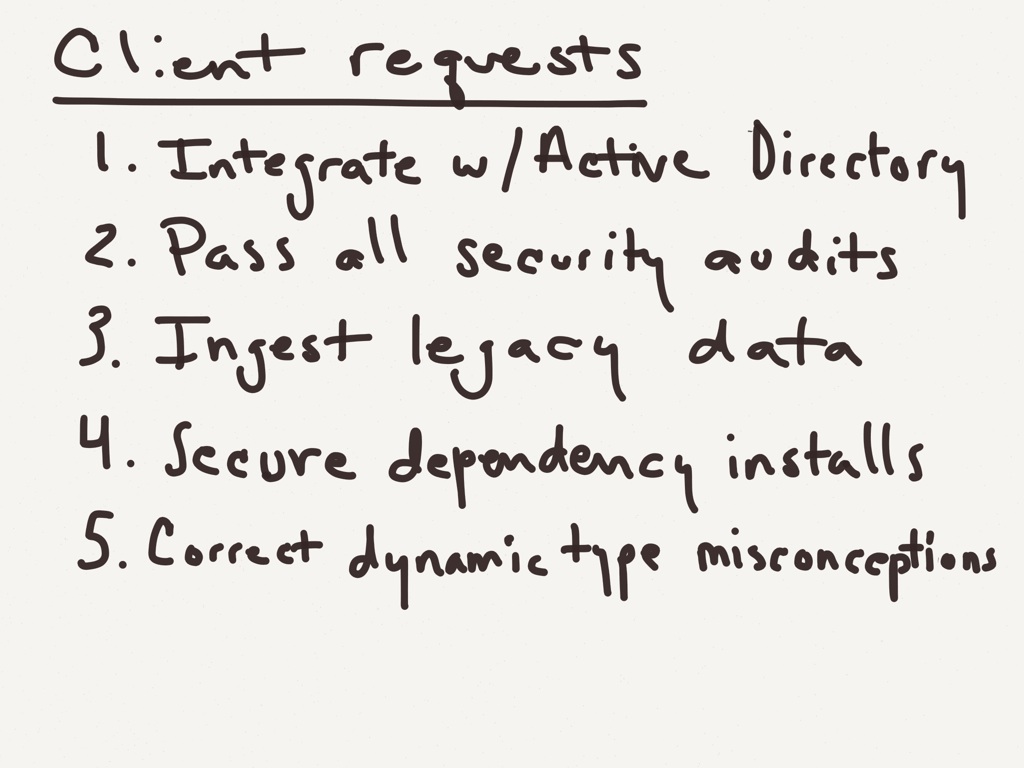 Client requests
1. Integrate w/Active Directory
2. Pass all security audits
3. Ingest legacy data
4. Secure dependency installs
5. Correct dynamic type misconceptions